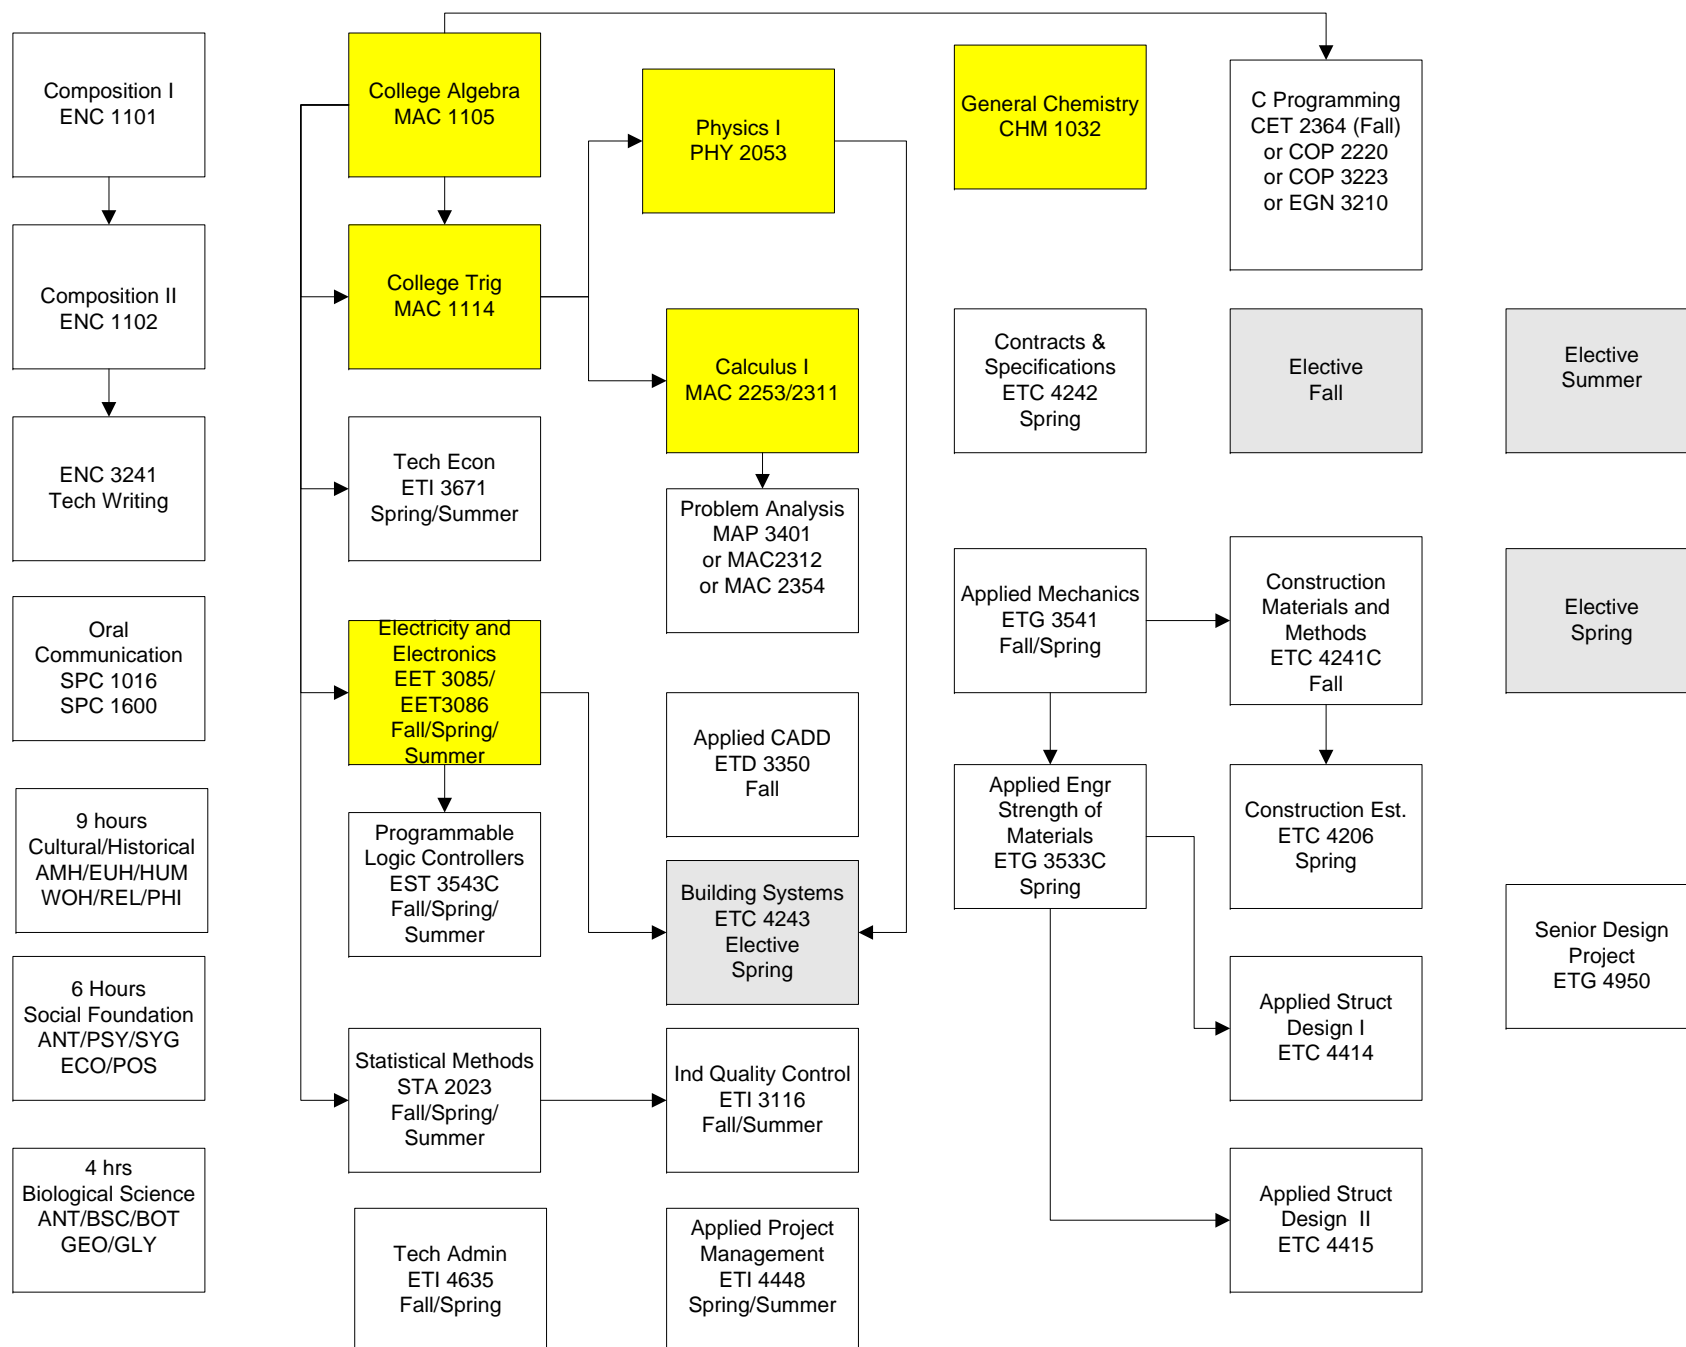 Composition I
ENC 1101
Composition II
ENC 1102
ENC 3241
Tech Writing
Oral
Communication
SPC 1016
SPC 1600
9 hours
Cultural/Historical
AMH/EUH/HUM
WOH/REL/PHI
6 Hours
Social Foundation
ANT/PSY/SYG
ECO/POS
4 hrs
Biological Science
ANT/BSC/BOT
GEO/GLY
College Algebra
MAC 1105
College Trig
MAC 1114
Tech Econ
ETI 3671
Spring/Summer
Electricity and
Electronics
EET 3085/
EET3086
Fall/Spring/
Summer
Programmable
Logic Controllers
EST 3543C
Fall/Spring/
Summer
Statistical Methods
STA 2023
Fall/Spring/
Summer
Tech Admin
ETI 4635
Fall/Spring
Physics I
PHY 2053
Calculus I
MAC 2253/2311
Problem Analysis
MAP 3401
or MAC2312
or MAC 2354
Applied CADD
ETD 3350
Fall
Building Systems
ETC 4243
Elective
Spring
Ind Quality Control
ETI 3116
Fall/Summer
Applied Project
Management
ETI 4448
Spring/Summer
General Chemistry
CHM 1032
Contracts &
Specifications
ETC 4242
Spring
Applied Mechanics
ETG 3541
Fall/Spring
Applied Engr
Strength of
Materials
ETG 3533C
Spring
C Programming
CET 2364 (Fall)
or COP 2220
or COP 3223
or EGN 3210
Elective
Fall
Construction
Materials and
Methods
ETC 4241C
Fall
Construction Est.
ETC 4206
Spring
Applied Struct
Design I
ETC 4414
Applied Struct
Design II
ETC 4415
Elective
Summer
Elective
Spring
Senior Design
Project
ETG 4950